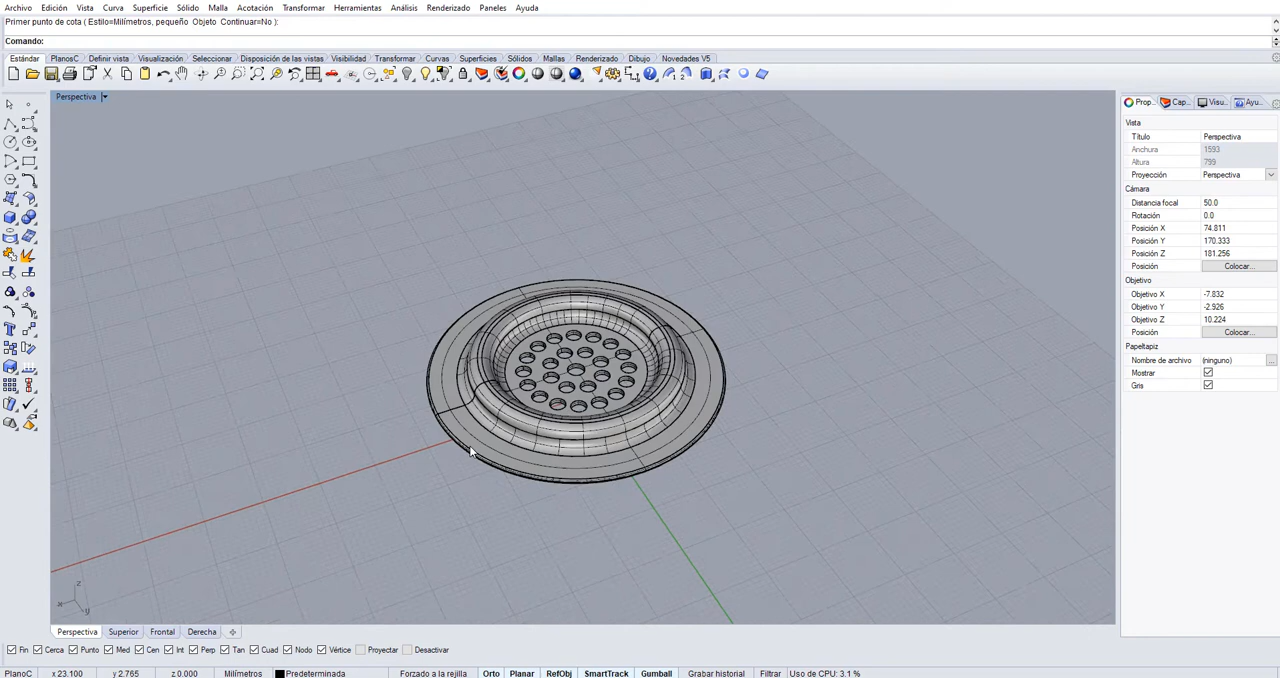 Archivo Edición Vista Curva Superficie Sólido Malla Acotación Transformar Herramientas Análisis Renderizado Paneles Ayuda
Primer punto de cota ( Estilo=Milímetros, pequeño Objeto Continuar=No ):
Comando:
Estándar PlanosC Definir vista Visualización Seleccionar Disposición de las vistas Visibilidad Transformar Curvas Superficies Sólidos Mallas Renderizado Dibujo Novedades V5
Perspectiva
Prop.. Cap... Visu.. Ayu..
Vista
Título Perspectiva
Anchura 1593
Altura 799
Proyección Perspectiva
Cámara
Distancia focal 50.0
Rotación 0.0
Posición X 74.811
Posición Y 170.333
Posición Z 181.256
Posición Colocar...
Objetivo
Objetivo X -7.832
Objetivo Y -2.926
Objetivo Z 10.224
Posición Colocar...
Papeltapiz
Nombre de archivo (ninguno) ...
Mostrar
Gris
z
x y
Perspectiva Superior Frontal Derecha
Fin Cerca Punto Med Cen Int Perp Tan Cuad Nodo Vértice Proyectar Desactivar
PlanoC x 23.100 y 2.765 z 0.000 Milímetros Predeterminada Forzado a la rejilla Orto Planar RefObj SmartTrack Gumball Grabar historial Filtrar Uso de CPU: 3.1 %